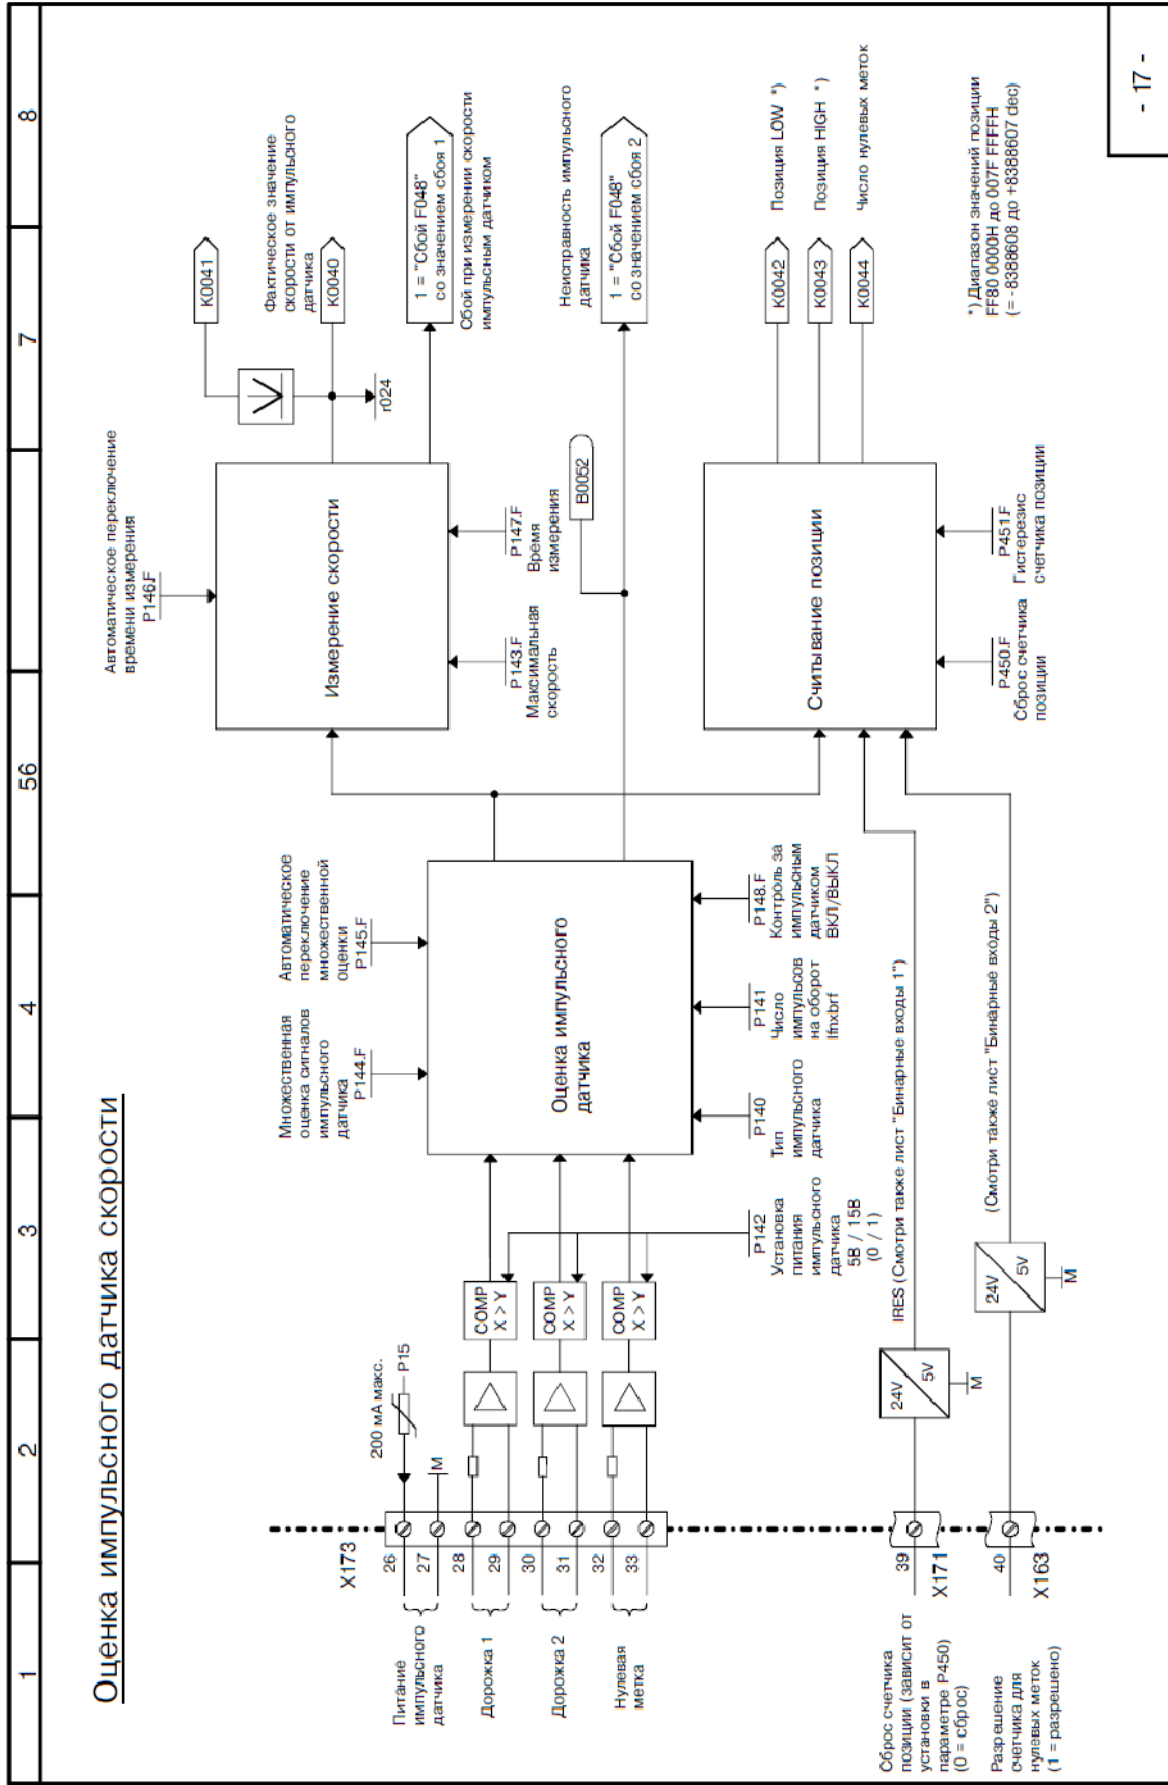 1
2
3
4
56
7
8
Оценка импульсного датчика скорости
Автоматическое переключение
времени измерения
P146.F
K0041
Фактическое значение
скорости от импульсного
датчика
K0040
r024
Измерение скорости
1 = "Сбой F048"
со значением сбоя 1
Сбой при измерении скорости
импульсным датчиком
P143.F
Максимальная
скорость
P147.F
Время
измерения
B0052
Неисправность импульсного
датчика
1 = "Сбой F048"
со значением сбоя 2
Множественная
оценка сигналов
импульсного
датчика
P144.F
Автоматическое
переключение
множественной
оценки
P145.F
Оценка импульсного
датчика
X173
200 мА макс.
P15
M
26
27
28
29
30
31
32
33
Питание
импульсного
датчика
Дорожка 1
Дорожка 2
Нулевая
метка
COMP
X > Y
COMP
X > Y
COMP
X > Y
P142
Установка
питания
импульсного
датчика
5В / 15В
(0 / 1)
P140
Тип
импульсного
датчика
P141
Число
импульсов
на оборот
lfnxbrf
P148.F
Контроль за
импульсным
датчиком
ВКЛ/ВЫКЛ
Считывание позиции
K0042
Позиция LOW *)
K0043
Позиция HIGH *)
K0044
Число нулевых меток
P450.F
Сброс счетчика
позиции
P451.F
Гистерезис
счетчика позиции
*) Диапазон значений позиции
FF80 0000H до 007F FFFFH
(= -8388608 до +8388607 dec)
Сброс счетчика
позиции (зависит от
установки в
параметре P450)
(0 = сброс)
39
X171
24V
5V
M
IRES (Смотри также лист "Бинарные входы 1")
Разрешение
счетчика для
нулевых меток
(1 = разрешено)
40
X163
24V
5V
M
(Смотри также лист "Бинарные входы 2")
- 17 -